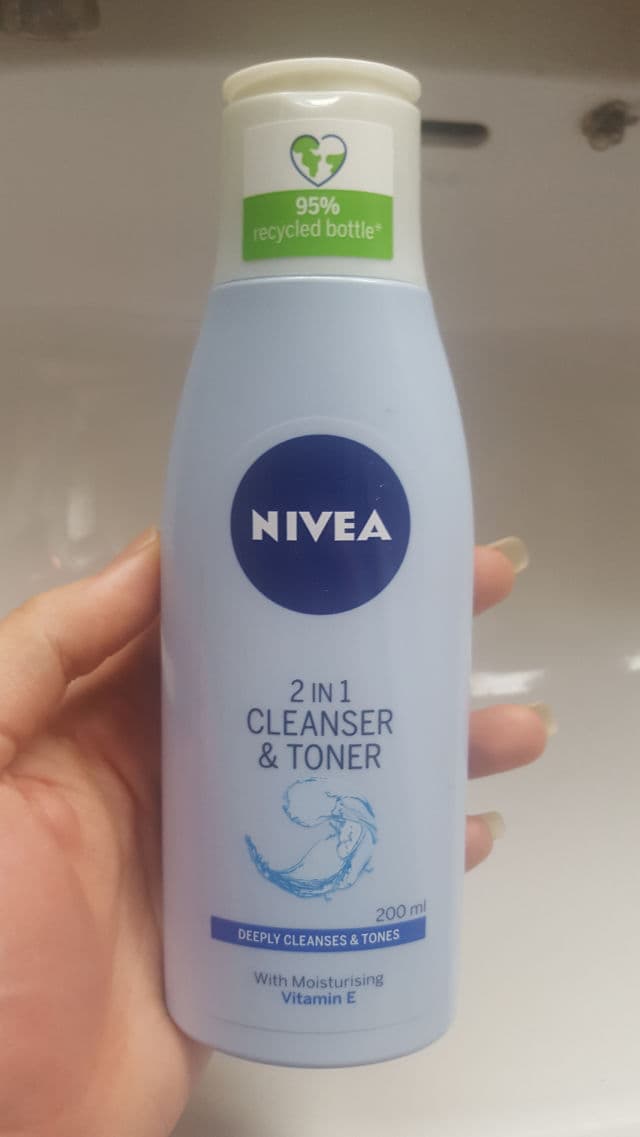 95%
recycled bottle*
NIVEA
2 IN 1
CLEANSER
& TONER
200 ml
DEEPLY CLEANSES & TONES
With Moisturising
Vitamin E